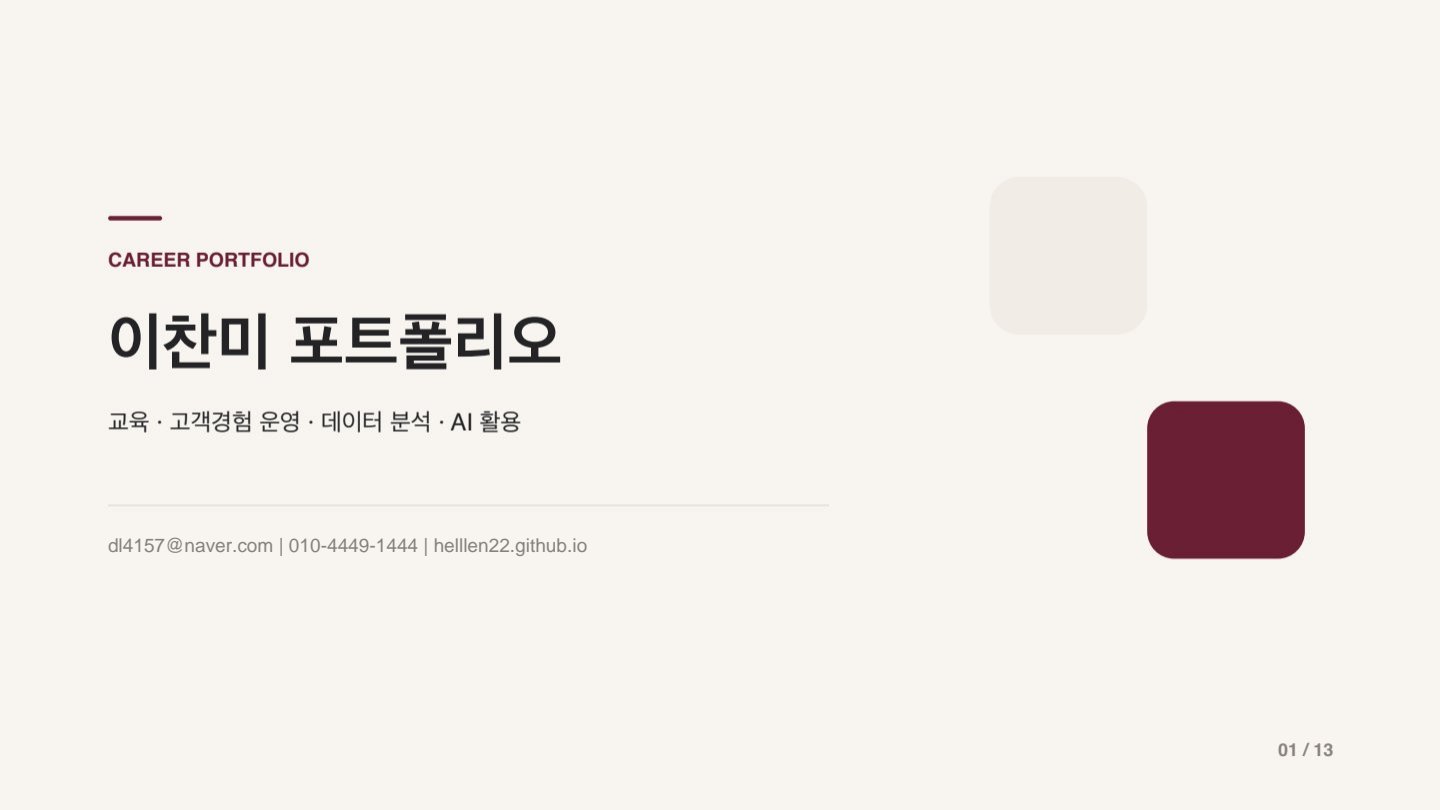 CAREER PORTFOLIO
이찬미 포트폴리오
교육 · 고객경험 운영 · 데이터 분석 · AI 활용
dl4157@naver.com | 010-4449-1444 | helllen22.github.io
01 / 13